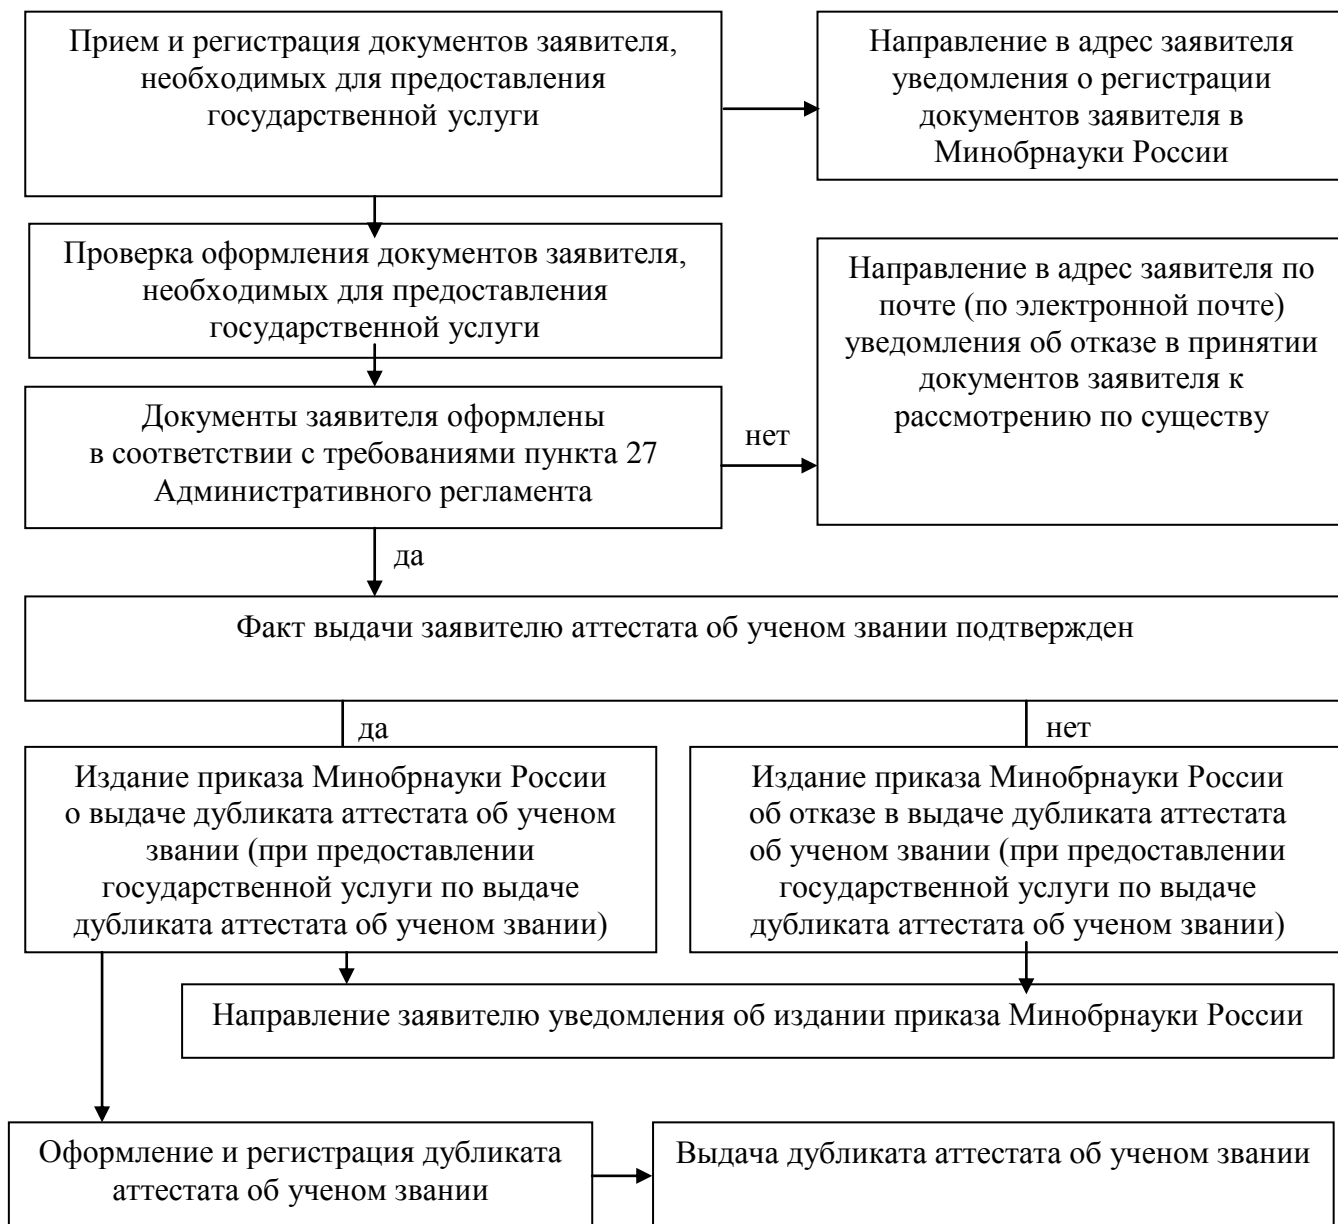 Прием и регистрация документов заявителя,
необходимых для предоставления
государственной услуги
Направление в адрес заявителя
уведомления о регистрации
документов заявителя в
Минобрнауки России
Проверка оформления документов заявителя,
необходимых для предоставления
государственной услуги
Направление в адрес заявителя по
почте (по электронной почте)
уведомления об отказе в принятии
документов заявителя к
рассмотрению по существу
Документы заявителя оформлены
в соответствии с требованиями пункта 27
Административного регламента
нет
да
Факт выдачи заявителю аттестата об ученом звании подтвержден
да
нет
Издание приказа Минобрнауки России
о выдаче дубликата аттестата об ученом
звании (при предоставлении
государственной услуги по выдаче
дубликата аттестата об ученом звании)
Издание приказа Минобрнауки России
об отказе в выдаче дубликата аттестата
об ученом звании (при предоставлении
государственной услуги по выдаче
дубликата аттестата об ученом звании)
Направление заявителю уведомления об издании приказа Минобрнауки России
Оформление и регистрация дубликата
аттестата об ученом звании
Выдача дубликата аттестата об ученом звании